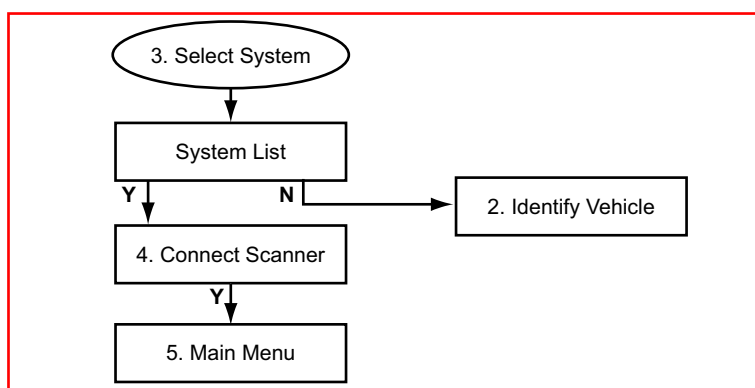 3. Select System
System List
Y
N
2. Identify Vehicle
4. Connect Scanner
Y
5. Main Menu